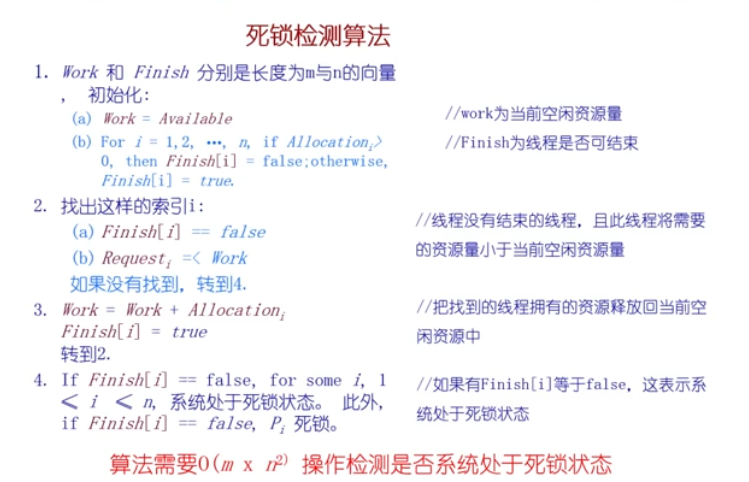 死锁检测算法
1. Work 和 Finish 分别是长度为m与n的向量
， 初始化:
(a) Work = Available
(b) For i = 1,2, …, n, if Allocationᵢ>
0, then Finish[i] = false;otherwise,
Finish[i] = true.
//work为当前空闲资源量
//Finish为线程是否可结束
2. 找出这样的索引i:
(a) Finish[i] == false
(b) Requestᵢ =< Work
如果没有找到, 转到4.
//线程没有结束的线程, 且此线程将需要
的资源量小于当前空闲资源量
3. Work = Work + Allocationᵢ
Finish[i] = true
转到2.
//把找到的线程拥有的资源释放回当前空
闲资源中
4. If Finish[i] == false, for some i, 1
≤ i ≤ n, 系统处于死锁状态。 此外,
if Finish[i] == false, Pᵢ 死锁。
//如果有Finish[i]等于false, 这表示系
统处于死锁状态
算法需要O(m x n²⁾ 操作检测是否系统处于死锁状态